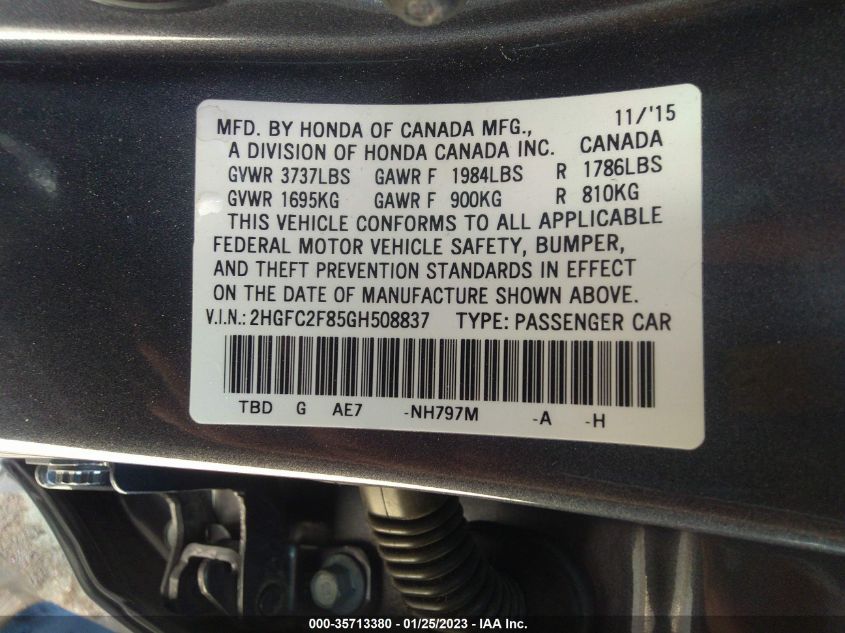 11/'15
MFD. BY HONDA OF CANADA MFG.,
A DIVISION OF HONDA CANADA INC. CANADA
GVWR 3737LBS GAWR F 1984LBS R 1786LBS
GVWR 1695KG GAWR F 900KG R 810KG
THIS VEHICLE CONFORMS TO ALL APPLICABLE
FEDERAL MOTOR VEHICLE SAFETY, BUMPER,
AND THEFT PREVENTION STANDARDS IN EFFECT
ON THE DATE OF MANUFACTURE SHOWN ABOVE.
V.I.N.: 2HGFC2F85GH508837 TYPE: PASSENGER CAR
TBD G AE7 -NH797M -A -H
000-35713380 - 01/25/2023 - IAA Inc.